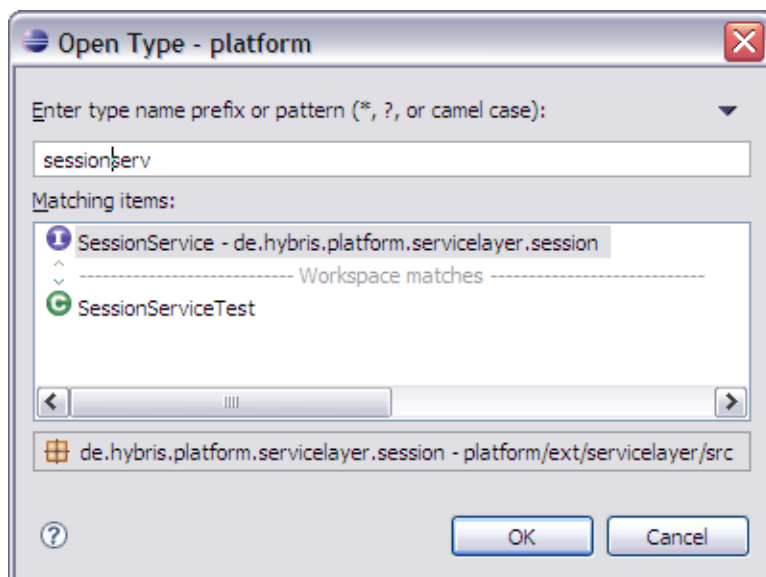 Open Type - platform
Enter type name prefix or pattern (*, ?, or camel case):
sessionserv
Matching items:
SessionService - de.hybris.platform.servicelayer.session
Workspace matches
SessionServiceTest
de.hybris.platform.servicelayer.session - platform/ext/servicelayer/src
OK Cancel